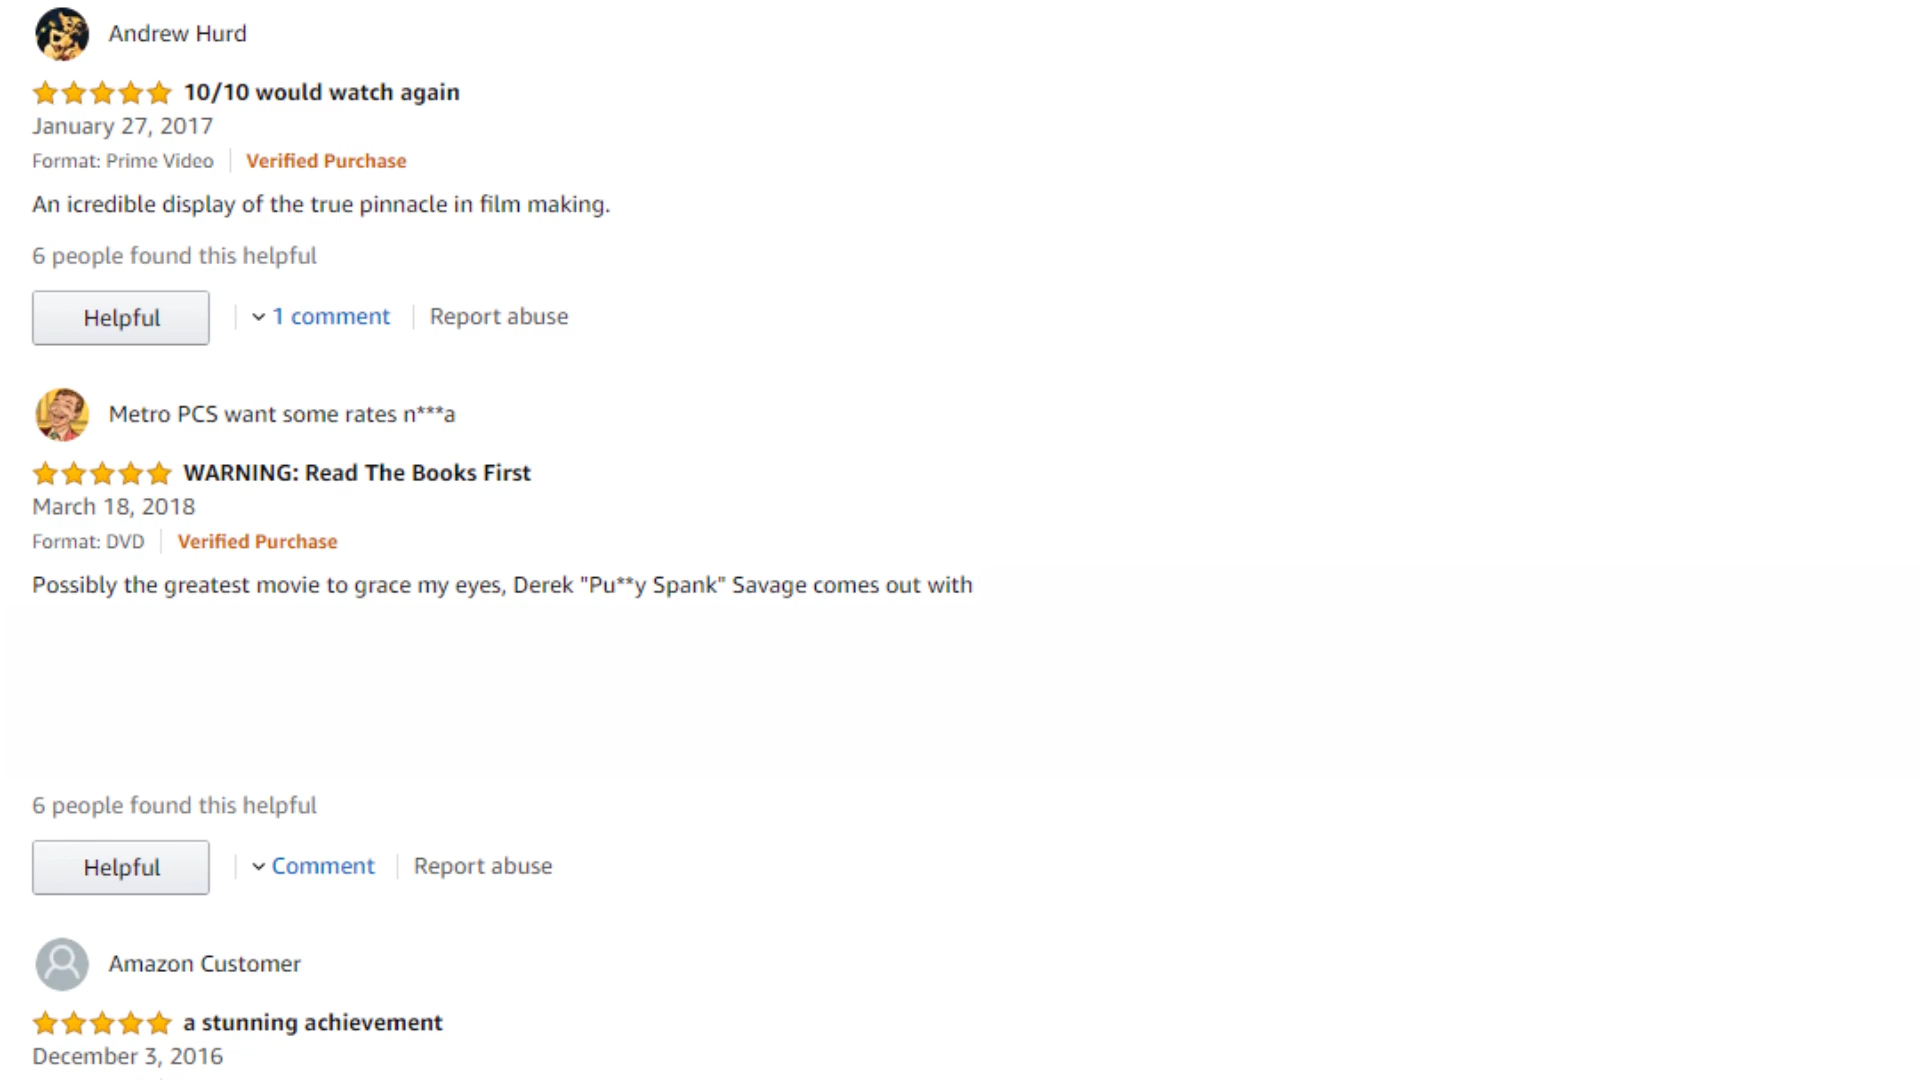 Andrew Hurd
10/10 would watch again
January 27, 2017
Format: Prime Video Verified Purchase
An icredible display of the true pinnacle in film making.
6 people found this helpful
Helpful 1 comment Report abuse
Metro PCS want some rates n***a
WARNING: Read The Books First
March 18, 2018
Format: DVD Verified Purchase
Possibly the greatest movie to grace my eyes, Derek "Pu**y Spank" Savage comes out with
6 people found this helpful
Helpful Comment Report abuse
Amazon Customer
a stunning achievement
December 3, 2016